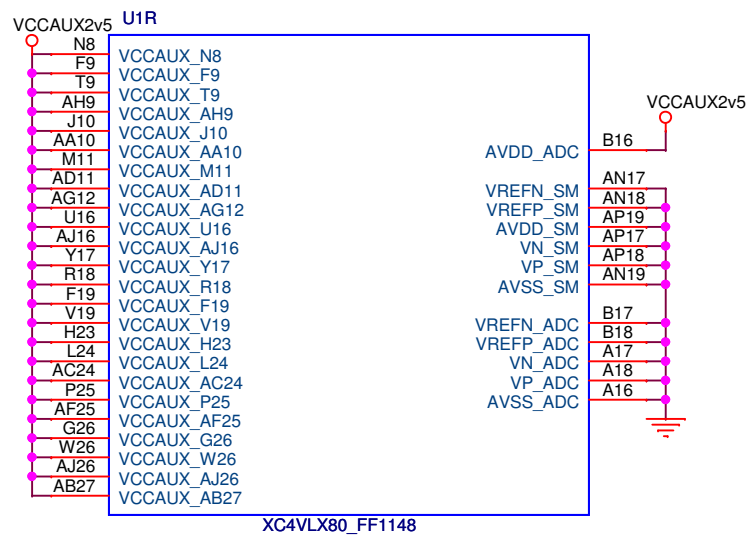 VCCAUX2v5 U1R
N8 VCCAUX_N8
F9 VCCAUX_F9
T9 VCCAUX_T9
AH9 VCCAUX_AH9
J10 VCCAUX_J10
AA10 VCCAUX_AA10
M11 VCCAUX_M11
AD11 VCCAUX_AD11
AG12 VCCAUX_AG12
U16 VCCAUX_U16
AJ16 VCCAUX_AJ16
Y17 VCCAUX_Y17
R18 VCCAUX_R18
F19 VCCAUX_F19
V19 VCCAUX_V19
H23 VCCAUX_H23
L24 VCCAUX_L24
AC24 VCCAUX_AC24
P25 VCCAUX_P25
AF25 VCCAUX_AF25
G26 VCCAUX_G26
W26 VCCAUX_W26
AJ26 VCCAUX_AJ26
AB27 VCCAUX_AB27
VCCAUX2v5
AVDD_ADC B16
VREFN_SM AN17
VREFP_SM AN18
AVDD_SM AP19
VN_SM AP17
VP_SM AP18
AVSS_SM AN19
VREFN_ADC B17
VREFP_ADC B18
VN_ADC A17
VP_ADC A18
AVSS_ADC A16
XC4VLX80_FF1148